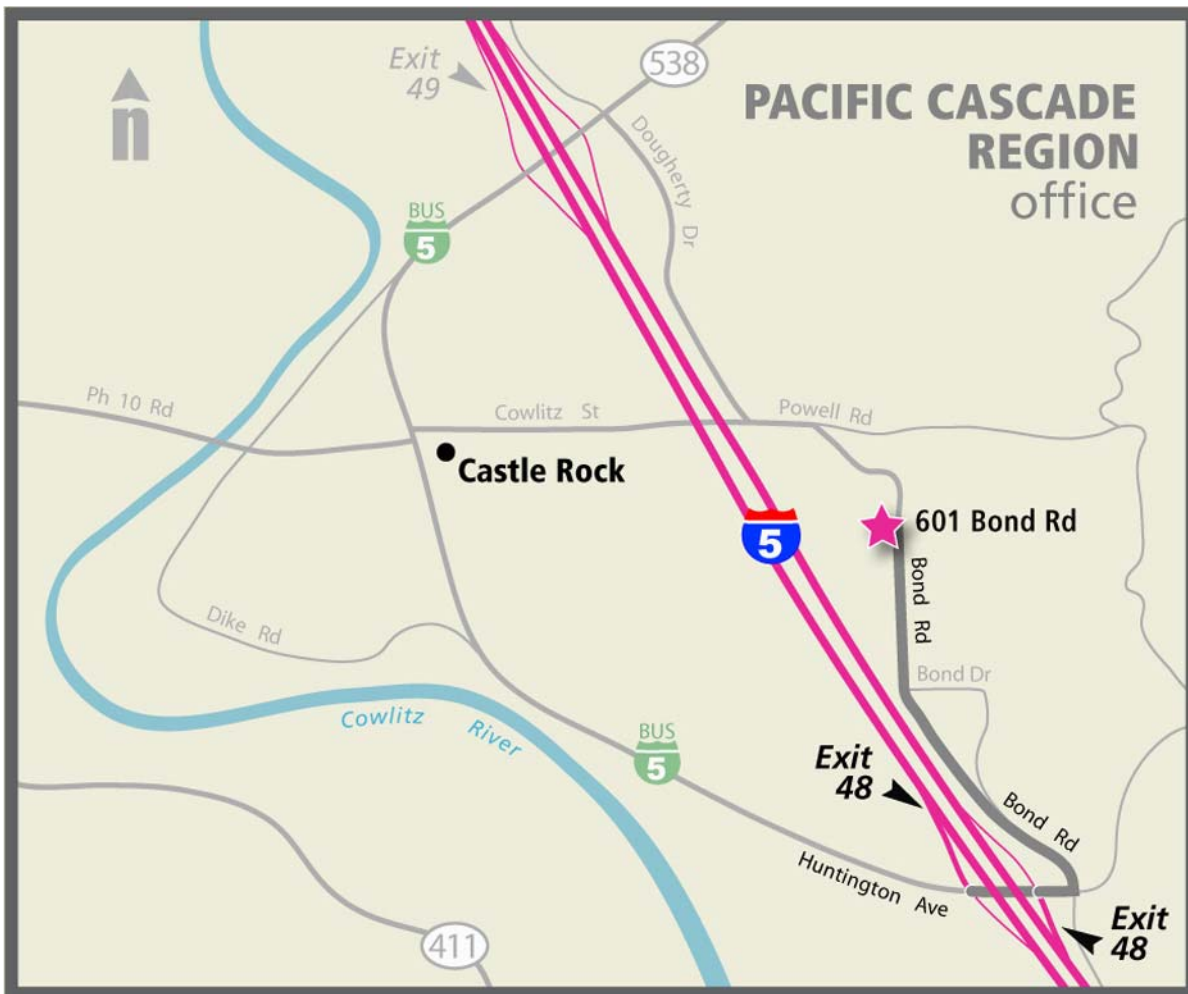 Exit
49
538
PACIFIC CASCADE
REGION
office
n
Dougherty Dr
BUS
5
Ph 10 Rd
Cowlitz St
Powell Rd
Castle Rock
5
601 Bond Rd
Bond Rd
Dike Rd
Bond Dr
Cowlitz River
BUS
5
Exit
48
Bond Rd
Huntington Ave
Exit
48
411